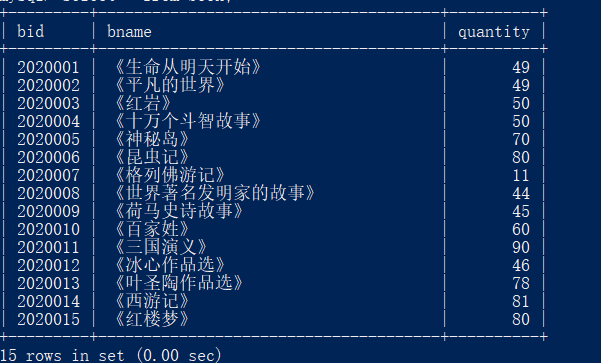 | bid | bname | quantity |
| 2020001 | 《生命从明天开始》 | 49 |
| 2020002 | 《平凡的世界》 | 49 |
| 2020003 | 《红岩》 | 50 |
| 2020004 | 《十万个斗智故事》 | 50 |
| 2020005 | 《神秘岛》 | 70 |
| 2020006 | 《昆虫记》 | 80 |
| 2020007 | 《格列佛游记》 | 11 |
| 2020008 | 《世界著名发明家的故事》 | 44 |
| 2020009 | 《荷马史诗故事》 | 45 |
| 2020010 | 《百家姓》 | 60 |
| 2020011 | 《三国演义》 | 90 |
| 2020012 | 《冰心作品选》 | 46 |
| 2020013 | 《叶圣陶作品选》 | 78 |
| 2020014 | 《西游记》 | 81 |
| 2020015 | 《红楼梦》 | 80 |
15 rows in set (0.00 sec)